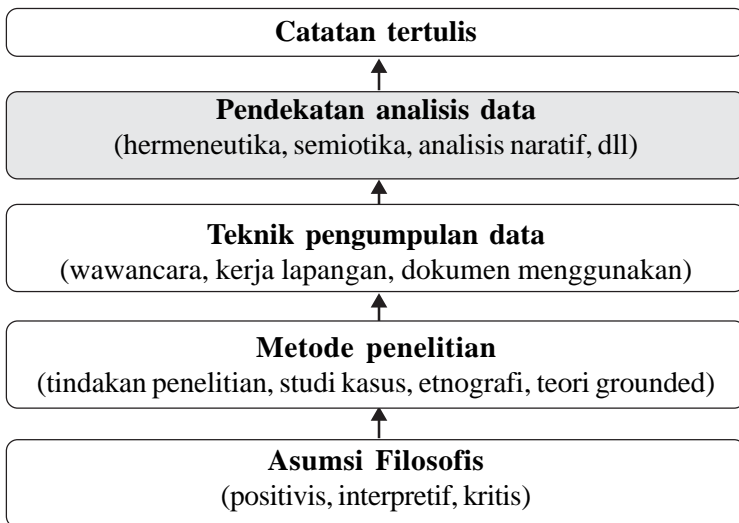 Catatan tertulis
Pendekatan analisis data
(hermeneutika, semiotika, analisis naratif, dll)
Teknik pengumpulan data
(wawancara, kerja lapangan, dokumen menggunakan)
Metode penelitian
(tindakan penelitian, studi kasus, etnografi, teori grounded)
Asumsi Filosofis
(positivis, interpretif, kritis)